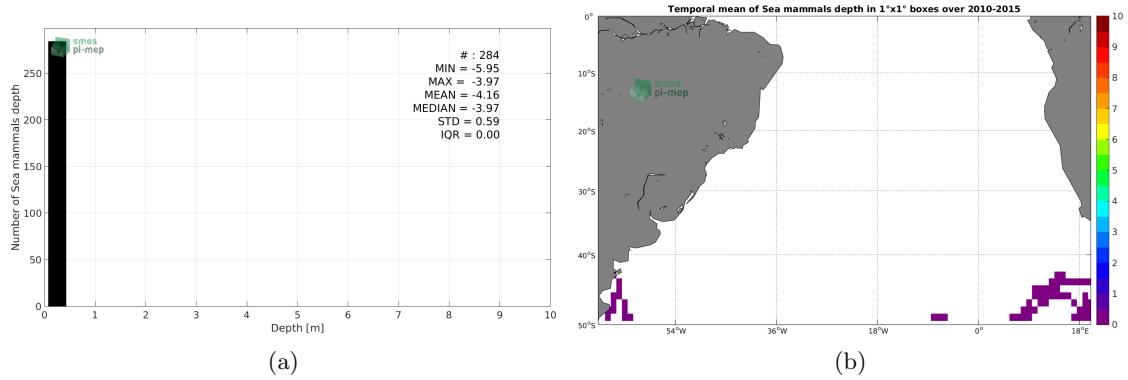 smos
pi-mep
# : 284
MIN = -5.95
MAX = -3.97
MEAN = -4.16
MEDIAN = -3.97
STD = 0.59
IQR = 0.00
Number of Sea mammals depth
250
200
150
100
50
0
0 1 2 3 4 5 6 7 8 9 10
Depth [m]
(a)
Temporal mean of Sea mammals depth in 1°x1° boxes over 2010-2015
smos
pi-mep
0°
10°S
20°S
30°S
40°S
50°S
54°W 36°W 18°W 0° 18°E
10
9
8
7
6
5
4
3
2
1
0
(b)